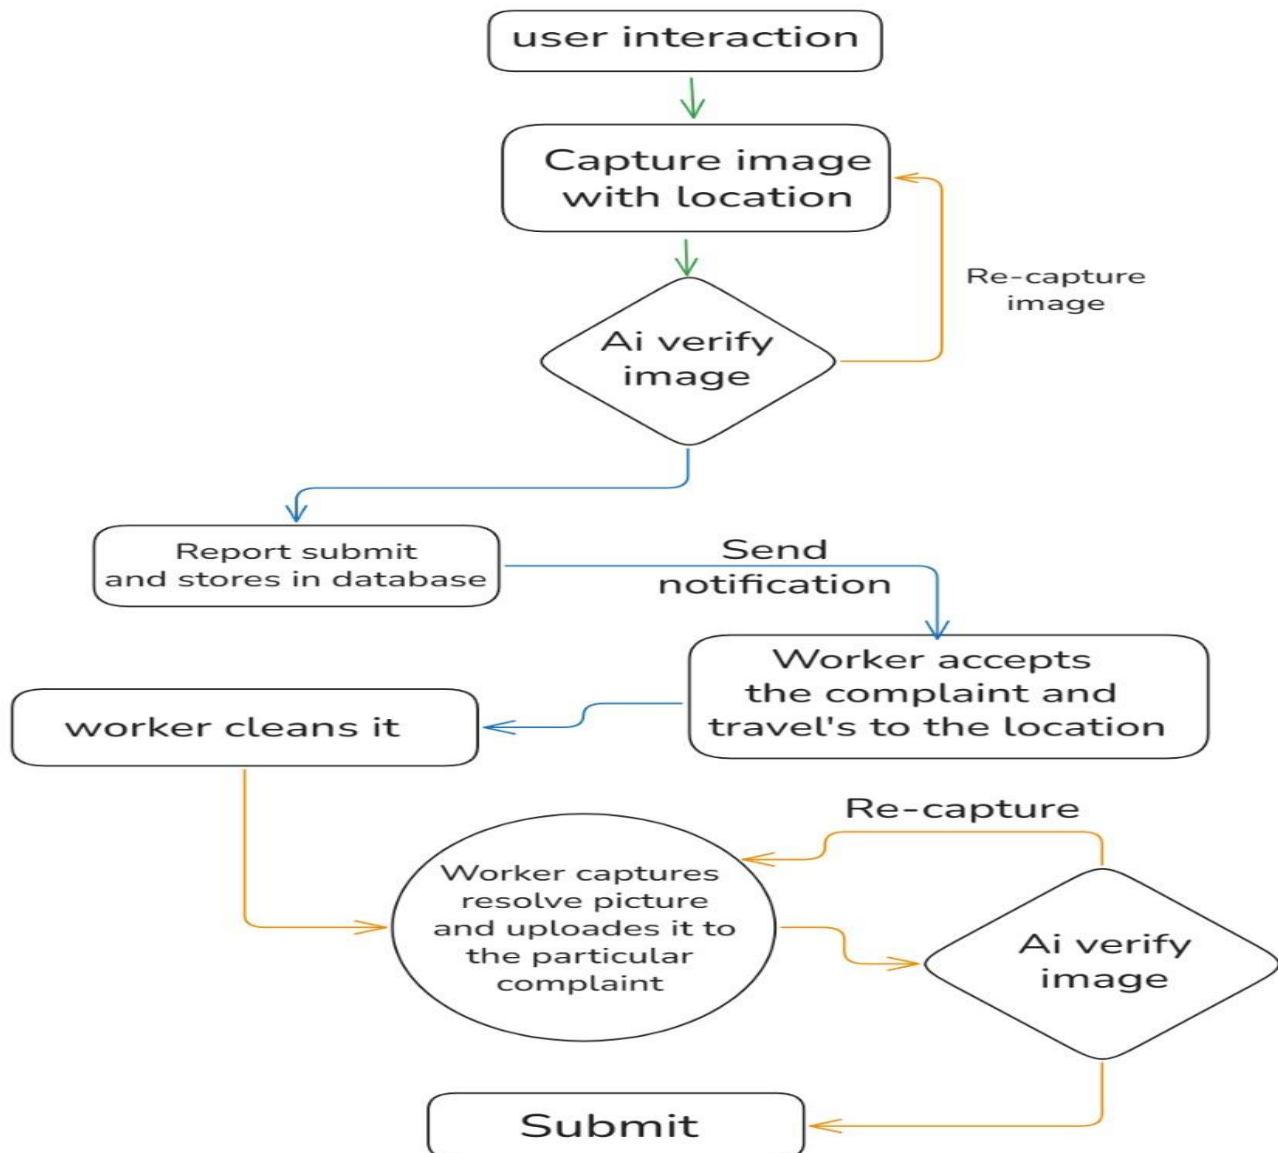 user interaction
Capture image
with location
Re-capture
image
Ai verify
image
Report submit
and stores in database
Send
notification
Worker accepts
the complaint and
travel's to the location
worker cleans it
Re-capture
Worker captures
resolve picture
and uploades it to
the particular
complaint
Ai verify
image
Submit